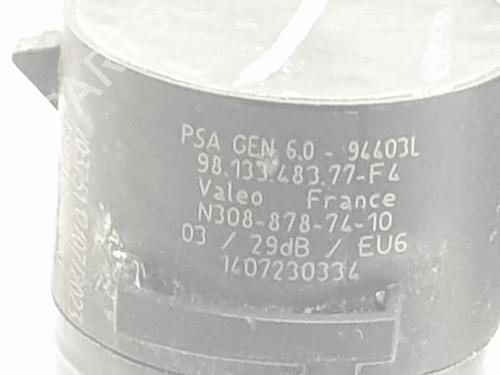 PSA GEN 6.0 - 94403L
98.133.483.77-F4
Valeo France
N308-878-74-10
03 / 29dB / EU6
1407230334